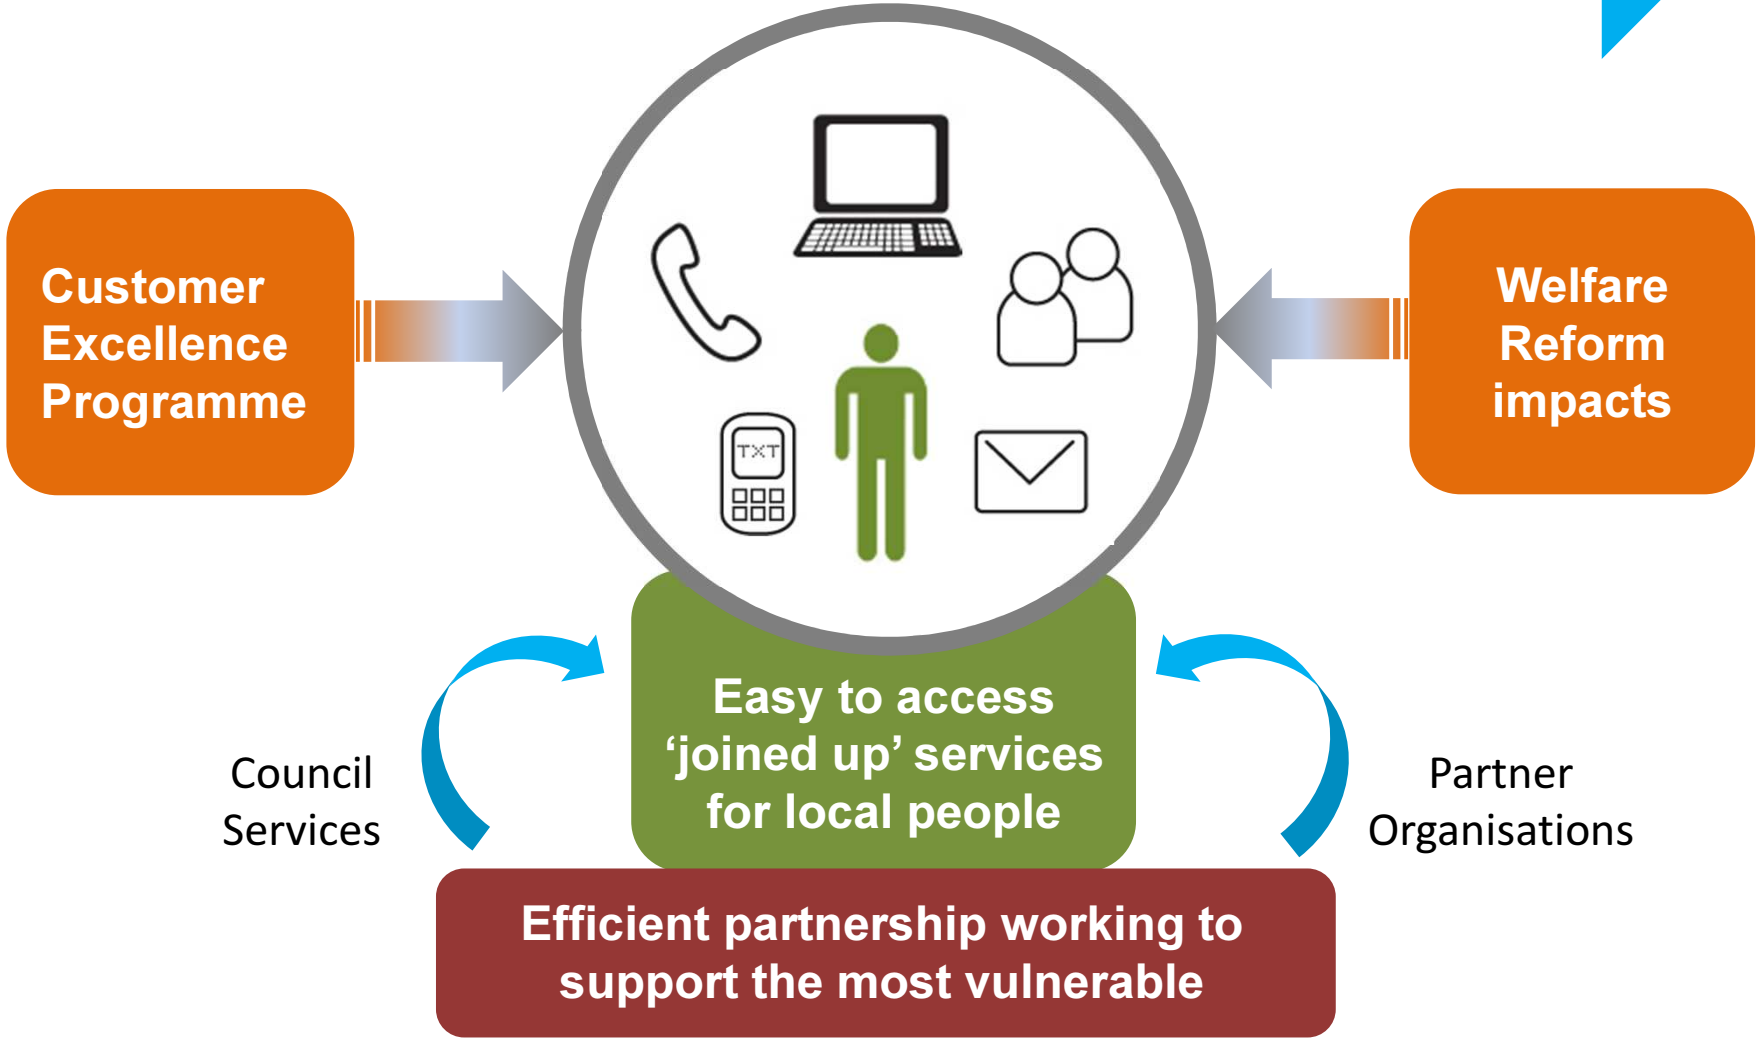 Customer
Excellence
Programme
TXT
Welfare
Reform
impacts
Easy to access
‘joined up’ services
for local people
Council
Services
Partner
Organisations
Efficient partnership working to
support the most vulnerable